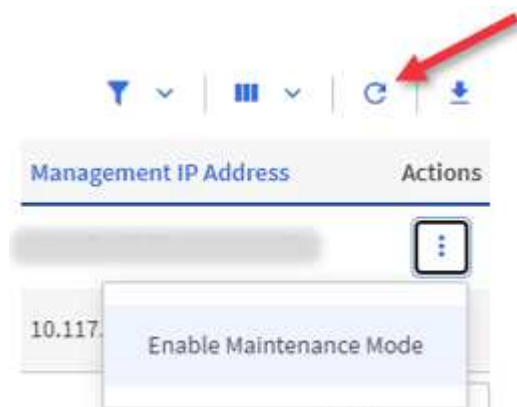 Management IP Address Actions
10.117.
Enable Maintenance Mode